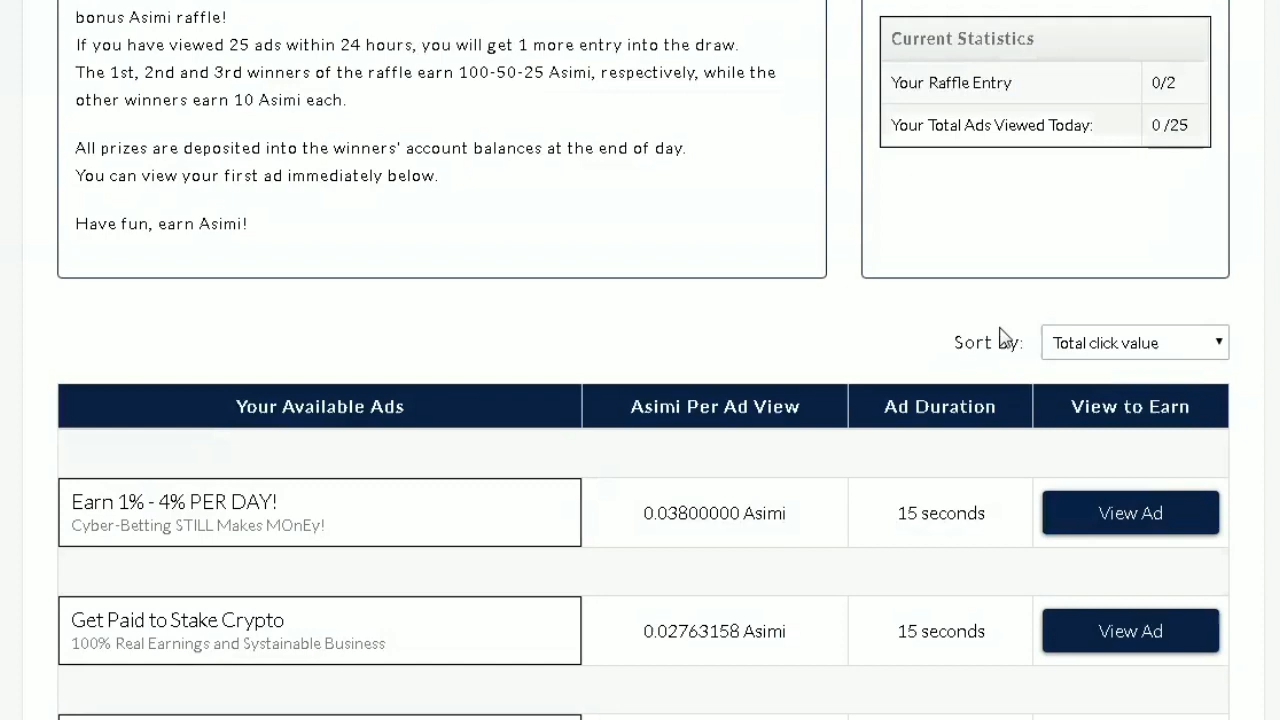 bonus Asimi raffle!
If you have viewed 25 ads within 24 hours, you will get 1 more entry into the draw.
The 1st, 2nd and 3rd winners of the raffle earn 100-50-25 Asimi, respectively, while the
other winners earn 10 Asimi each.
All prizes are deposited into the winners' account balances at the end of day.
You can view your first ad immediately below.
Have fun, earn Asimi!
Current Statistics
Your Raffle Entry 0/2
Your Total Ads Viewed Today: 0 /25
Sort by: Total click value
Your Available Ads Asimi Per Ad View Ad Duration View to Earn
Earn 1% - 4% PER DAY!
Cyber-Betting STILL Makes MOnEy!
0.03800000 Asimi 15 seconds View Ad
Get Paid to Stake Crypto
100% Real Earnings and Systainable Business
0.02763158 Asimi 15 seconds View Ad